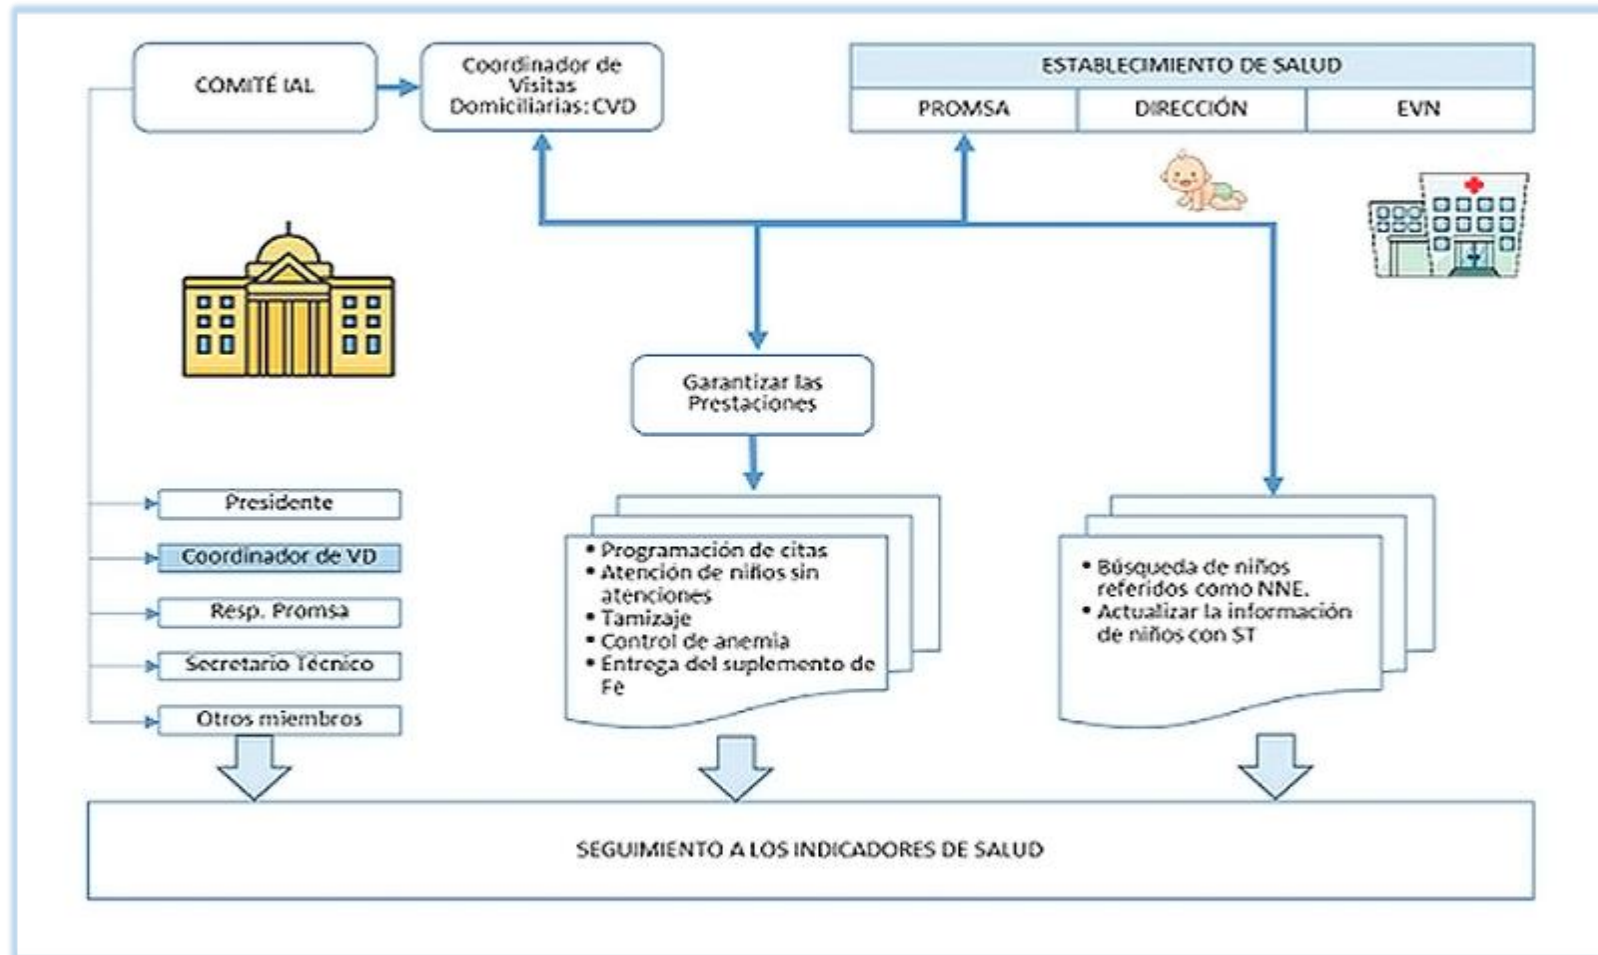 COMITÉ IAL
Coordinador de
Visitas
Domiciliarias: CVD
ESTABLECIMIENTO DE SALUD
PROMSA
DIRECCIÓN
EVN
Garantizar las
Prestaciones
Presidente
Coordinador de VD
Resp. Promsa
Secretario Técnico
Otros miembros
• Programación de citas
• Atención de niños sin
atenciones
• Tamizaje
• Control de anemia
• Entrega del suplemento de
Fe
• Búsqueda de niños
referidos como NNE.
• Actualizar la información
de niños con ST
SEGUIMIENTO A LOS INDICADORES DE SALUD